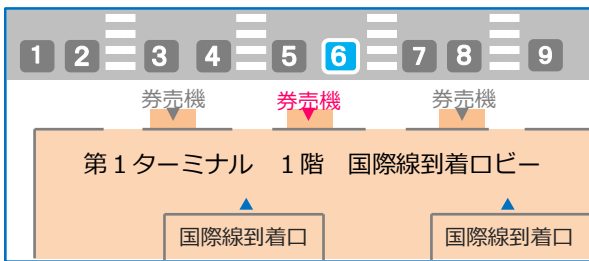 1 2 3 4 5 6 7 8 9
券売機 券売機 券売機
第１ターミナル　１階　国際線到着ロビー
国際線到着口 国際線到着口